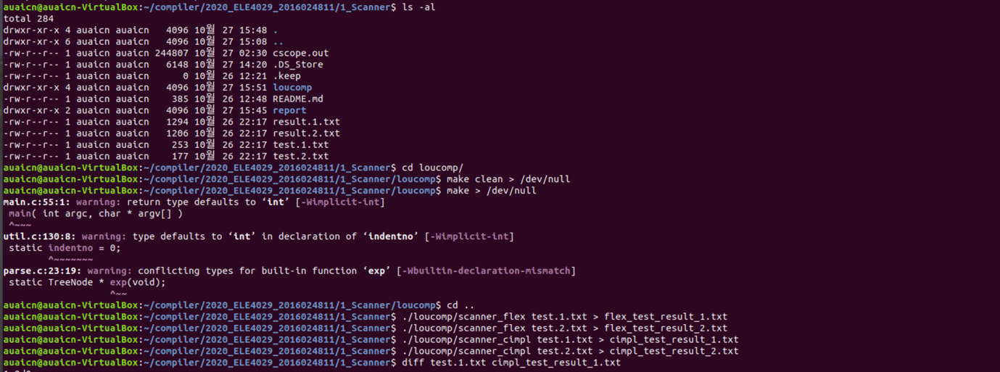 auaicn@auaicn-VirtualBox:~/compiler/2020_ELE4029_2016024811/1_Scanner$ ls -al
total 284
drwxr-xr-x 4 auaicn auaicn   4096 10월 27 15:48 .
drwxr-xr-x 6 auaicn auaicn   4096 10월 27 15:08 ..
-rw-r--r-- 1 auaicn auaicn 244807 10월 27 02:30 cscope.out
-rw-r--r-- 1 auaicn auaicn   6148 10월 27 14:20 .DS_Store
-rw-r--r-- 1 auaicn auaicn      0 10월 26 12:21 .keep
drwxr-xr-x 4 auaicn auaicn   4096 10월 27 15:51 loucomp
-rw-r--r-- 1 auaicn auaicn    385 10월 26 12:48 README.md
drwxr-xr-x 2 auaicn auaicn   4096 10월 27 15:45 report
-rw-r--r-- 1 auaicn auaicn   1294 10월 26 22:17 result.1.txt
-rw-r--r-- 1 auaicn auaicn   1206 10월 26 22:17 result.2.txt
-rw-r--r-- 1 auaicn auaicn    253 10월 26 22:17 test.1.txt
-rw-r--r-- 1 auaicn auaicn    177 10월 26 22:17 test.2.txt
auaicn@auaicn-VirtualBox:~/compiler/2020_ELE4029_2016024811/1_Scanner$ cd loucomp/
auaicn@auaicn-VirtualBox:~/compiler/2020_ELE4029_2016024811/1_Scanner/loucomp$ make clean > /dev/null
auaicn@auaicn-VirtualBox:~/compiler/2020_ELE4029_2016024811/1_Scanner/loucomp$ make > /dev/null
main.c:55:1: warning: return type defaults to ‘int’ [-Wimplicit-int]
 main( int argc, char * argv[] )
 ^~~~
util.c:130:8: warning: type defaults to ‘int’ in declaration of ‘indentno’ [-Wimplicit-int]
 static indentno = 0;
        ^~~~~~~~
parse.c:23:19: warning: conflicting types for built-in function ‘exp’ [-Wbuiltin-declaration-mismatch]
 static TreeNode * exp(void);
                   ^~~
auaicn@auaicn-VirtualBox:~/compiler/2020_ELE4029_2016024811/1_Scanner/loucomp$ cd ..
auaicn@auaicn-VirtualBox:~/compiler/2020_ELE4029_2016024811/1_Scanner$ ./loucomp/scanner_flex test.1.txt > flex_test_result_1.txt
auaicn@auaicn-VirtualBox:~/compiler/2020_ELE4029_2016024811/1_Scanner$ ./loucomp/scanner_flex test.2.txt > flex_test_result_2.txt
auaicn@auaicn-VirtualBox:~/compiler/2020_ELE4029_2016024811/1_Scanner$ ./loucomp/scanner_cimpl test.1.txt > cimpl_test_result_1.txt
auaicn@auaicn-VirtualBox:~/compiler/2020_ELE4029_2016024811/1_Scanner$ ./loucomp/scanner_cimpl test.2.txt > cimpl_test_result_2.txt
auaicn@auaicn-VirtualBox:~/compiler/2020_ELE4029_2016024811/1_Scanner$ diff test.1.txt cimpl_test_result_1.txt